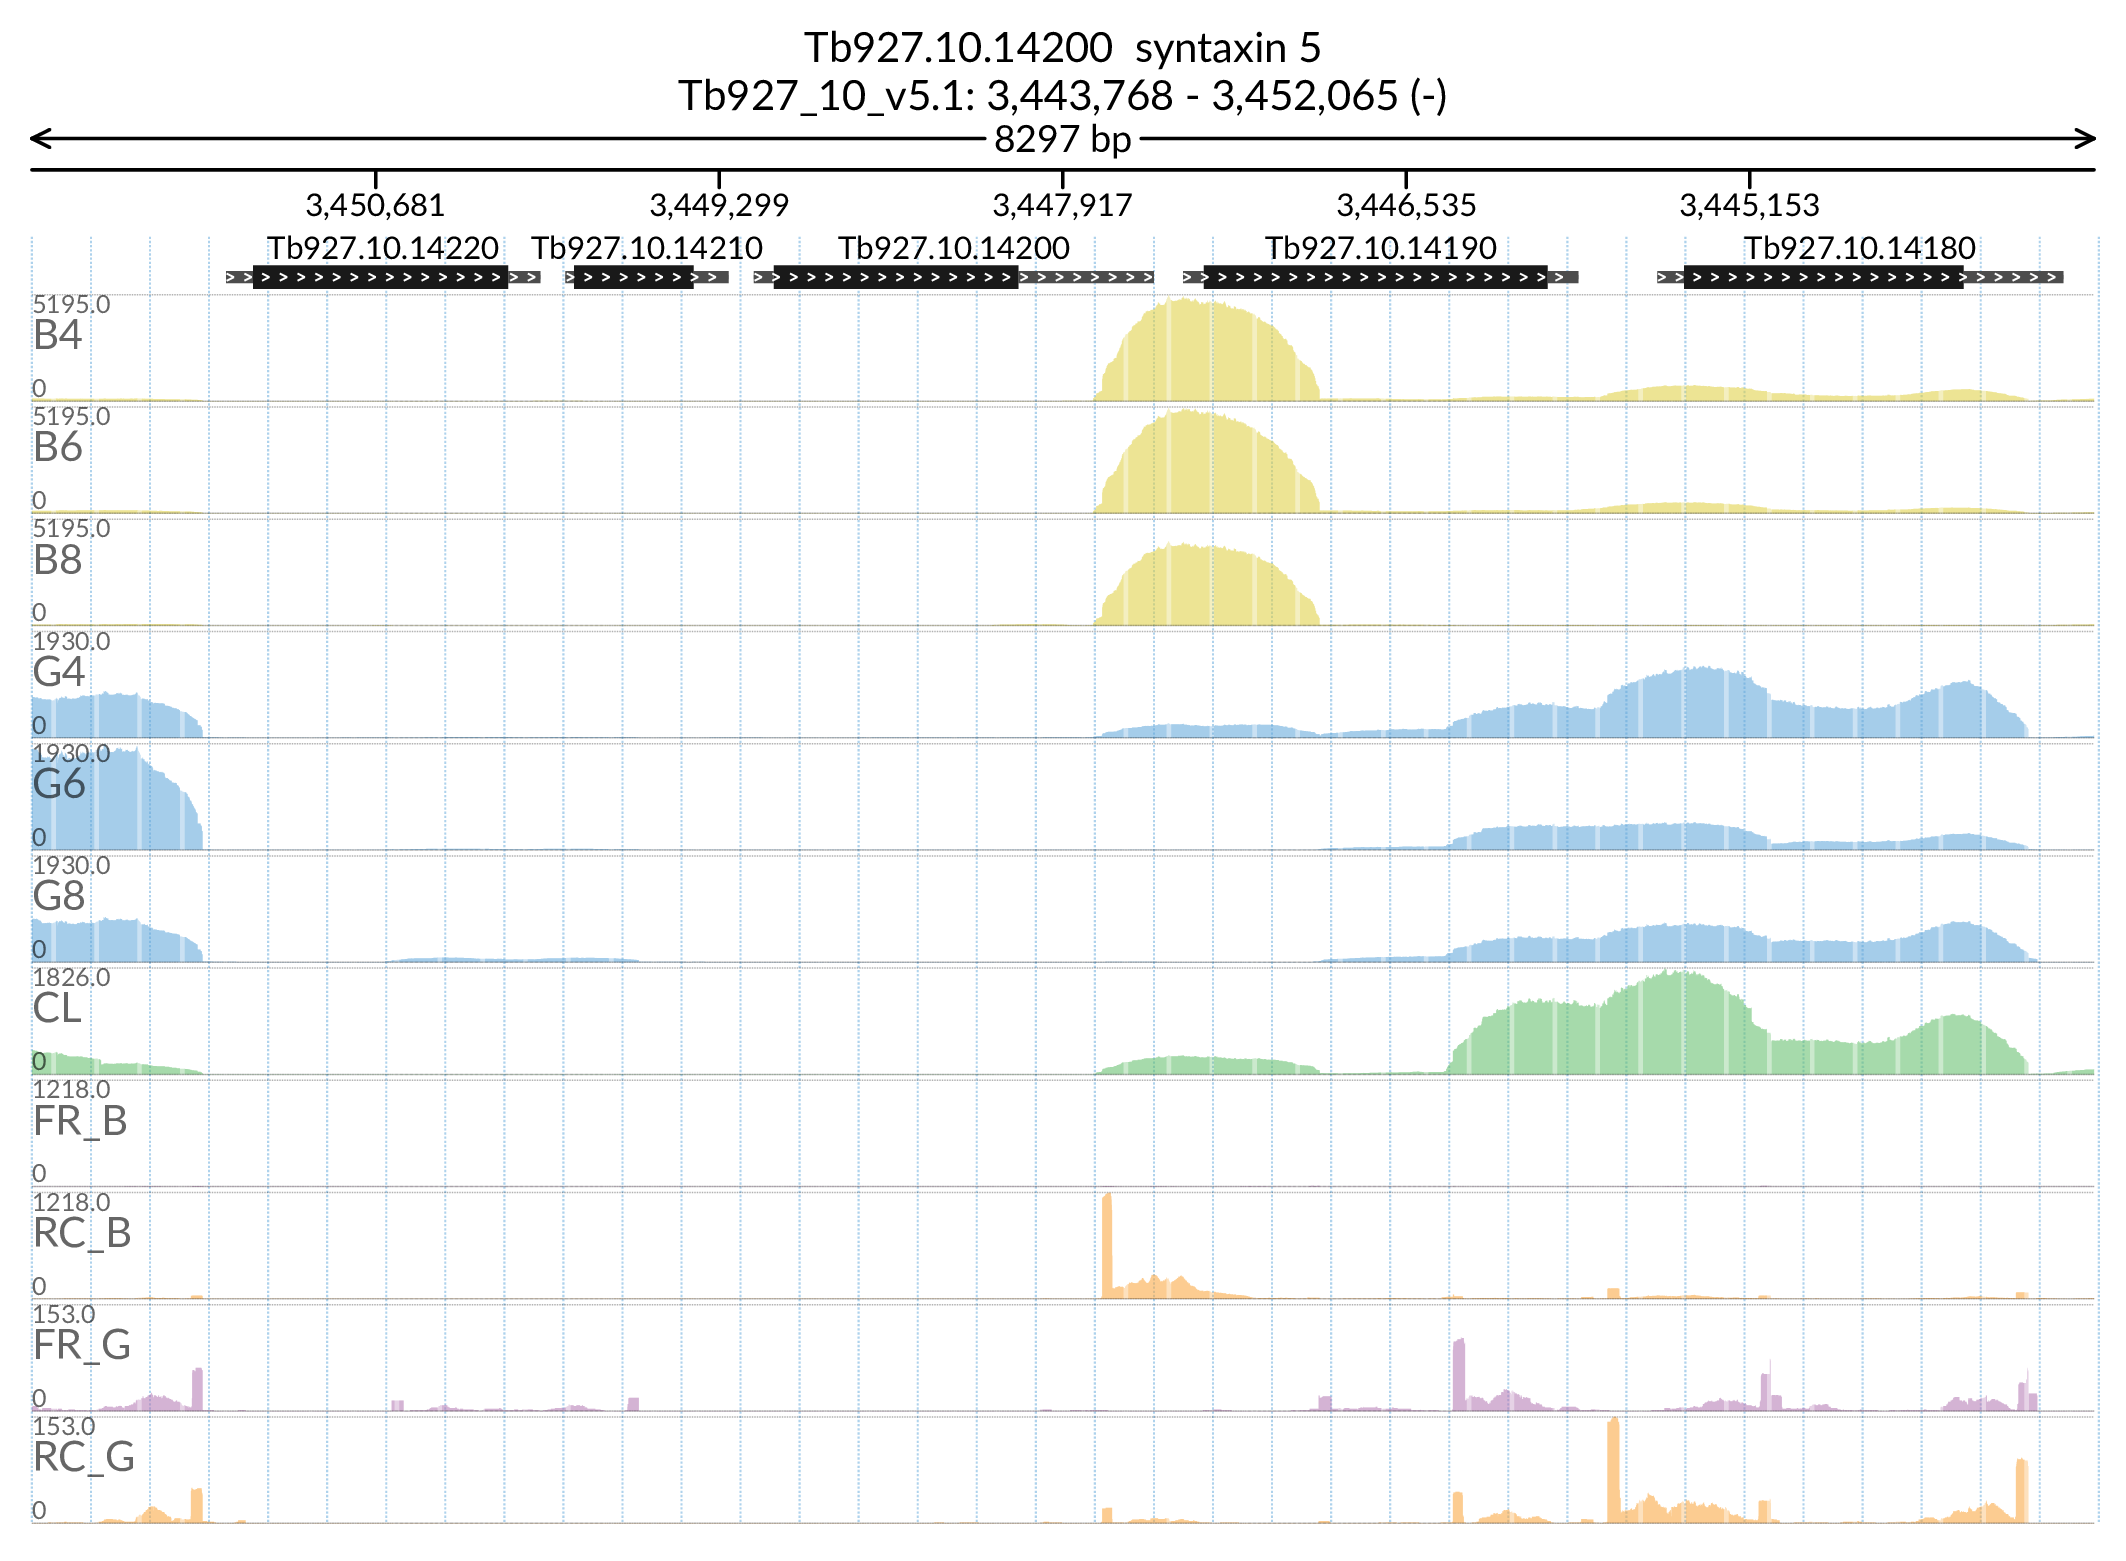 Tb927.10.14200 syntaxin 5
Tb927_10_v5.1: 3,443,768 - 3,452,065 (-)
8297 bp
3,450,681 3,449,299 3,447,917 3,446,535 3,445,153
Tb927.10.14220 Tb927.10.14210 Tb927.10.14200 Tb927.10.14190 Tb927.10.14180
5195.0
B4
0
5195.0
B6
0
5195.0
B8
0
1930.0
G4
0
1930.0
G6
0
1930.0
G8
0
1826.0
CL
0
1218.0
FR_B
0
1218.0
RC_B
0
153.0
FR_G
0
153.0
RC_G
0